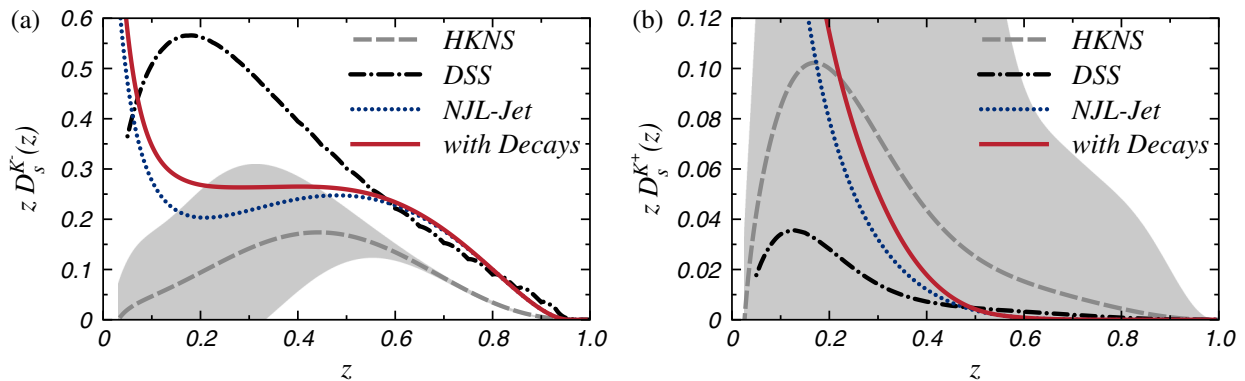 (a)
z D_s^{K^-}(z)
0.6
0.5
0.4
0.3
0.2
0.1
0
0 0.2 0.4 0.6 0.8 1.0
z
HKNS
DSS
NJL-Jet
with Decays
(b)
z D_s^{K^+}(z)
0.12
0.10
0.08
0.06
0.04
0.02
0
0 0.2 0.4 0.6 0.8 1.0
z
HKNS
DSS
NJL-Jet
with Decays